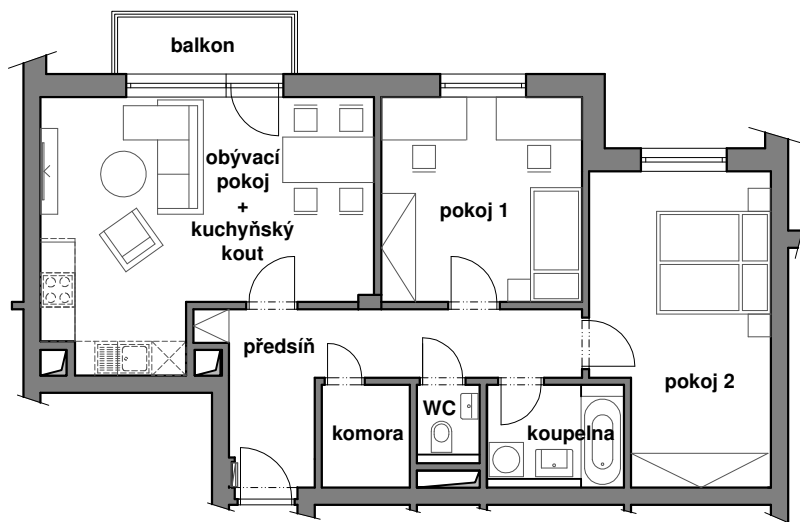 balkon
obývací
pokoj
+
kuchyňský
kout
pokoj 1
předsíň
pokoj 2
WC
komora
koupelna